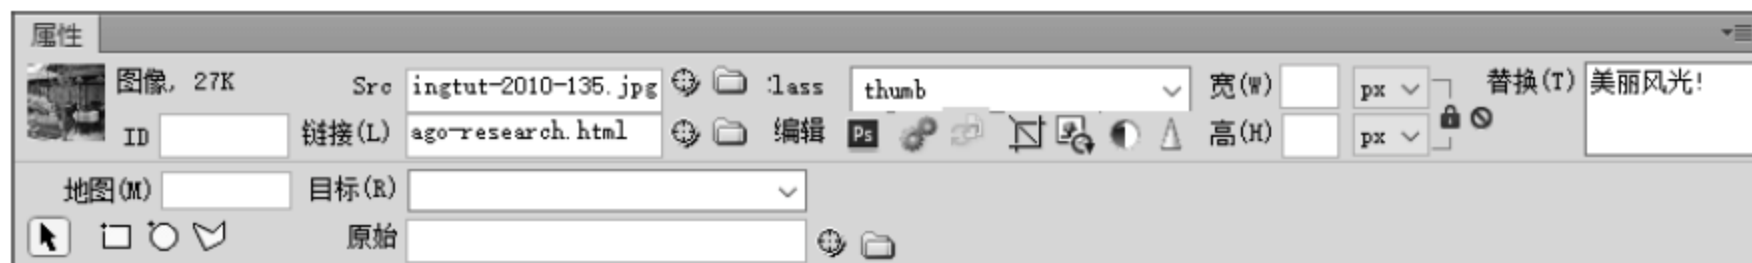 属性
图像, 27K Src ingtut-2010-135.jpg Class thumb 宽(W) px 替换(T) 美丽风光!
ID 链接(L) ago-research.html 编辑 Ps 高(H) px
地图(M) 目标(R)
原始